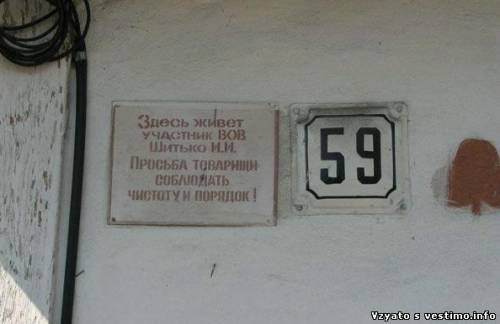 Здесь живет
участник ВОВ
Шитько И.И.
Просьба товарищи
соблюдать
чистоту и порядок!
59
Vzyato s vestimo.info